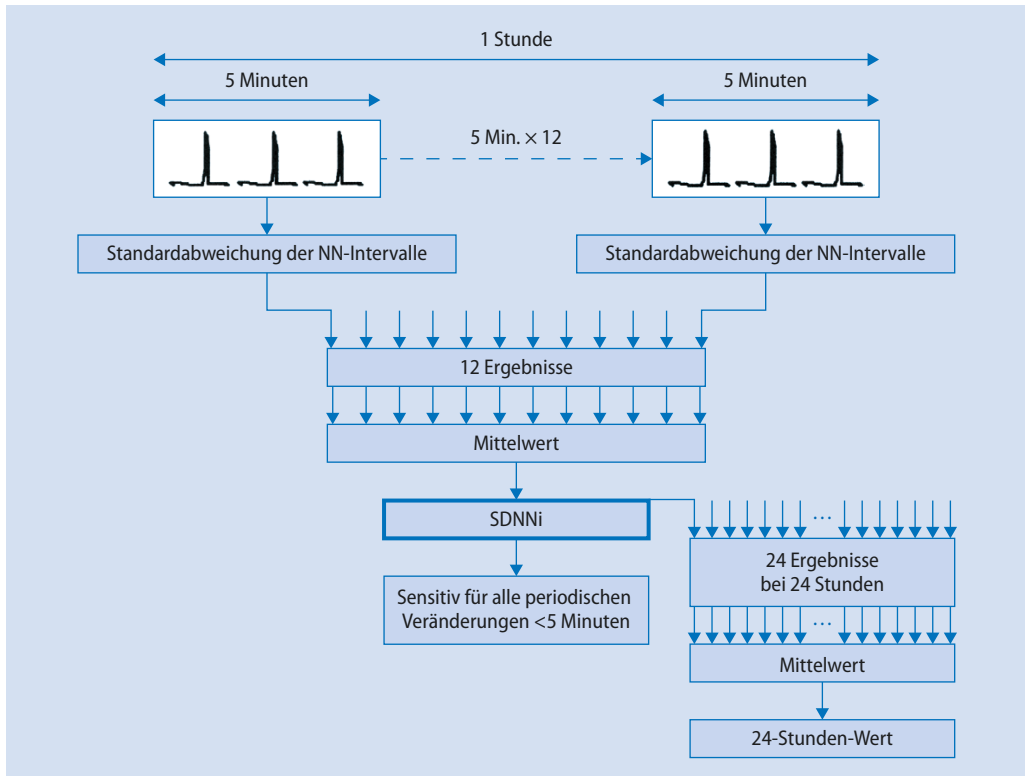 1 Stunde
5 Minuten
5 Minuten
5 Min. × 12
Standardabweichung der NN-Intervalle
Standardabweichung der NN-Intervalle
12 Ergebnisse
Mittelwert
SDNNi
...
24 Ergebnisse
bei 24 Stunden
Sensitiv für alle periodischen
Veränderungen <5 Minuten
...
Mittelwert
24-Stunden-Wert